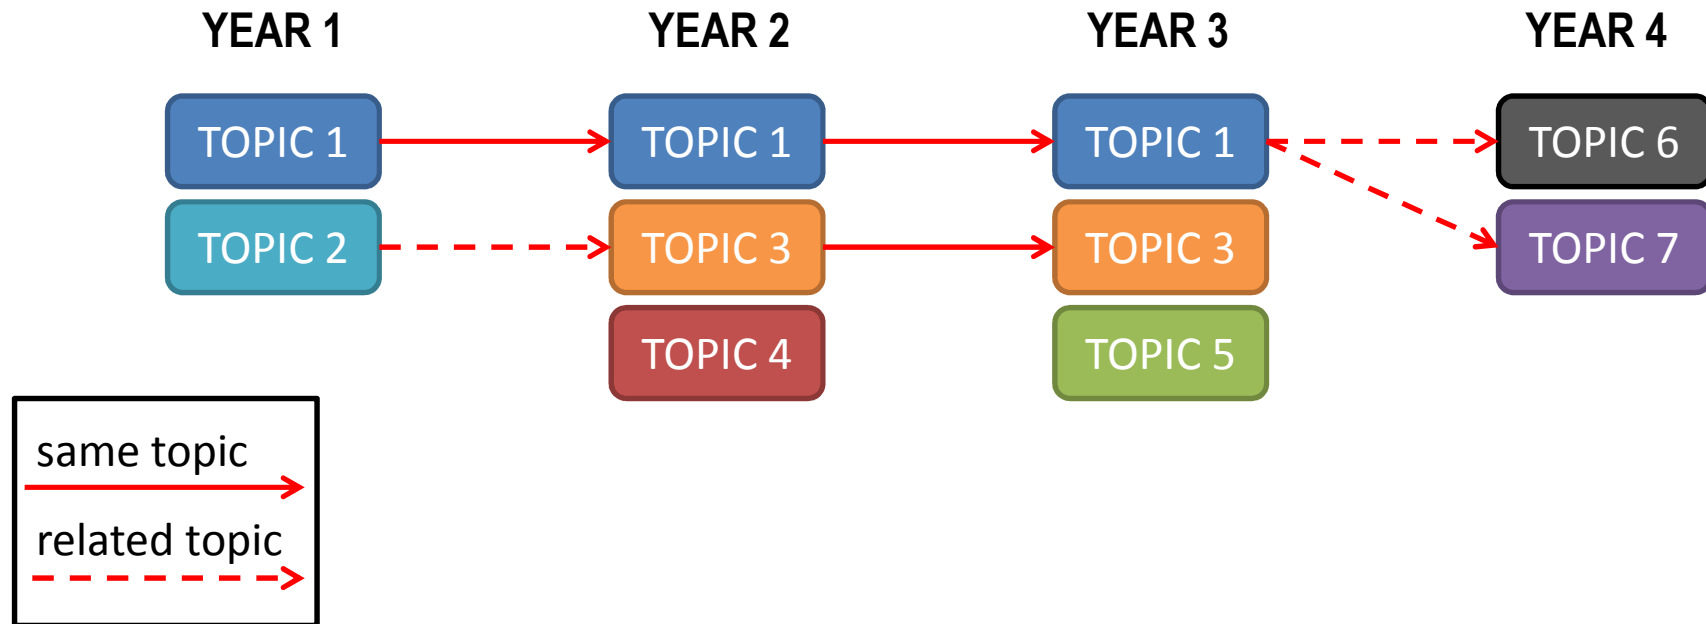 YEAR 1 YEAR 2 YEAR 3 YEAR 4
TOPIC 1 TOPIC 1 TOPIC 1 TOPIC 6
TOPIC 2 TOPIC 3 TOPIC 3 TOPIC 7
TOPIC 4 TOPIC 5
same topic
related topic